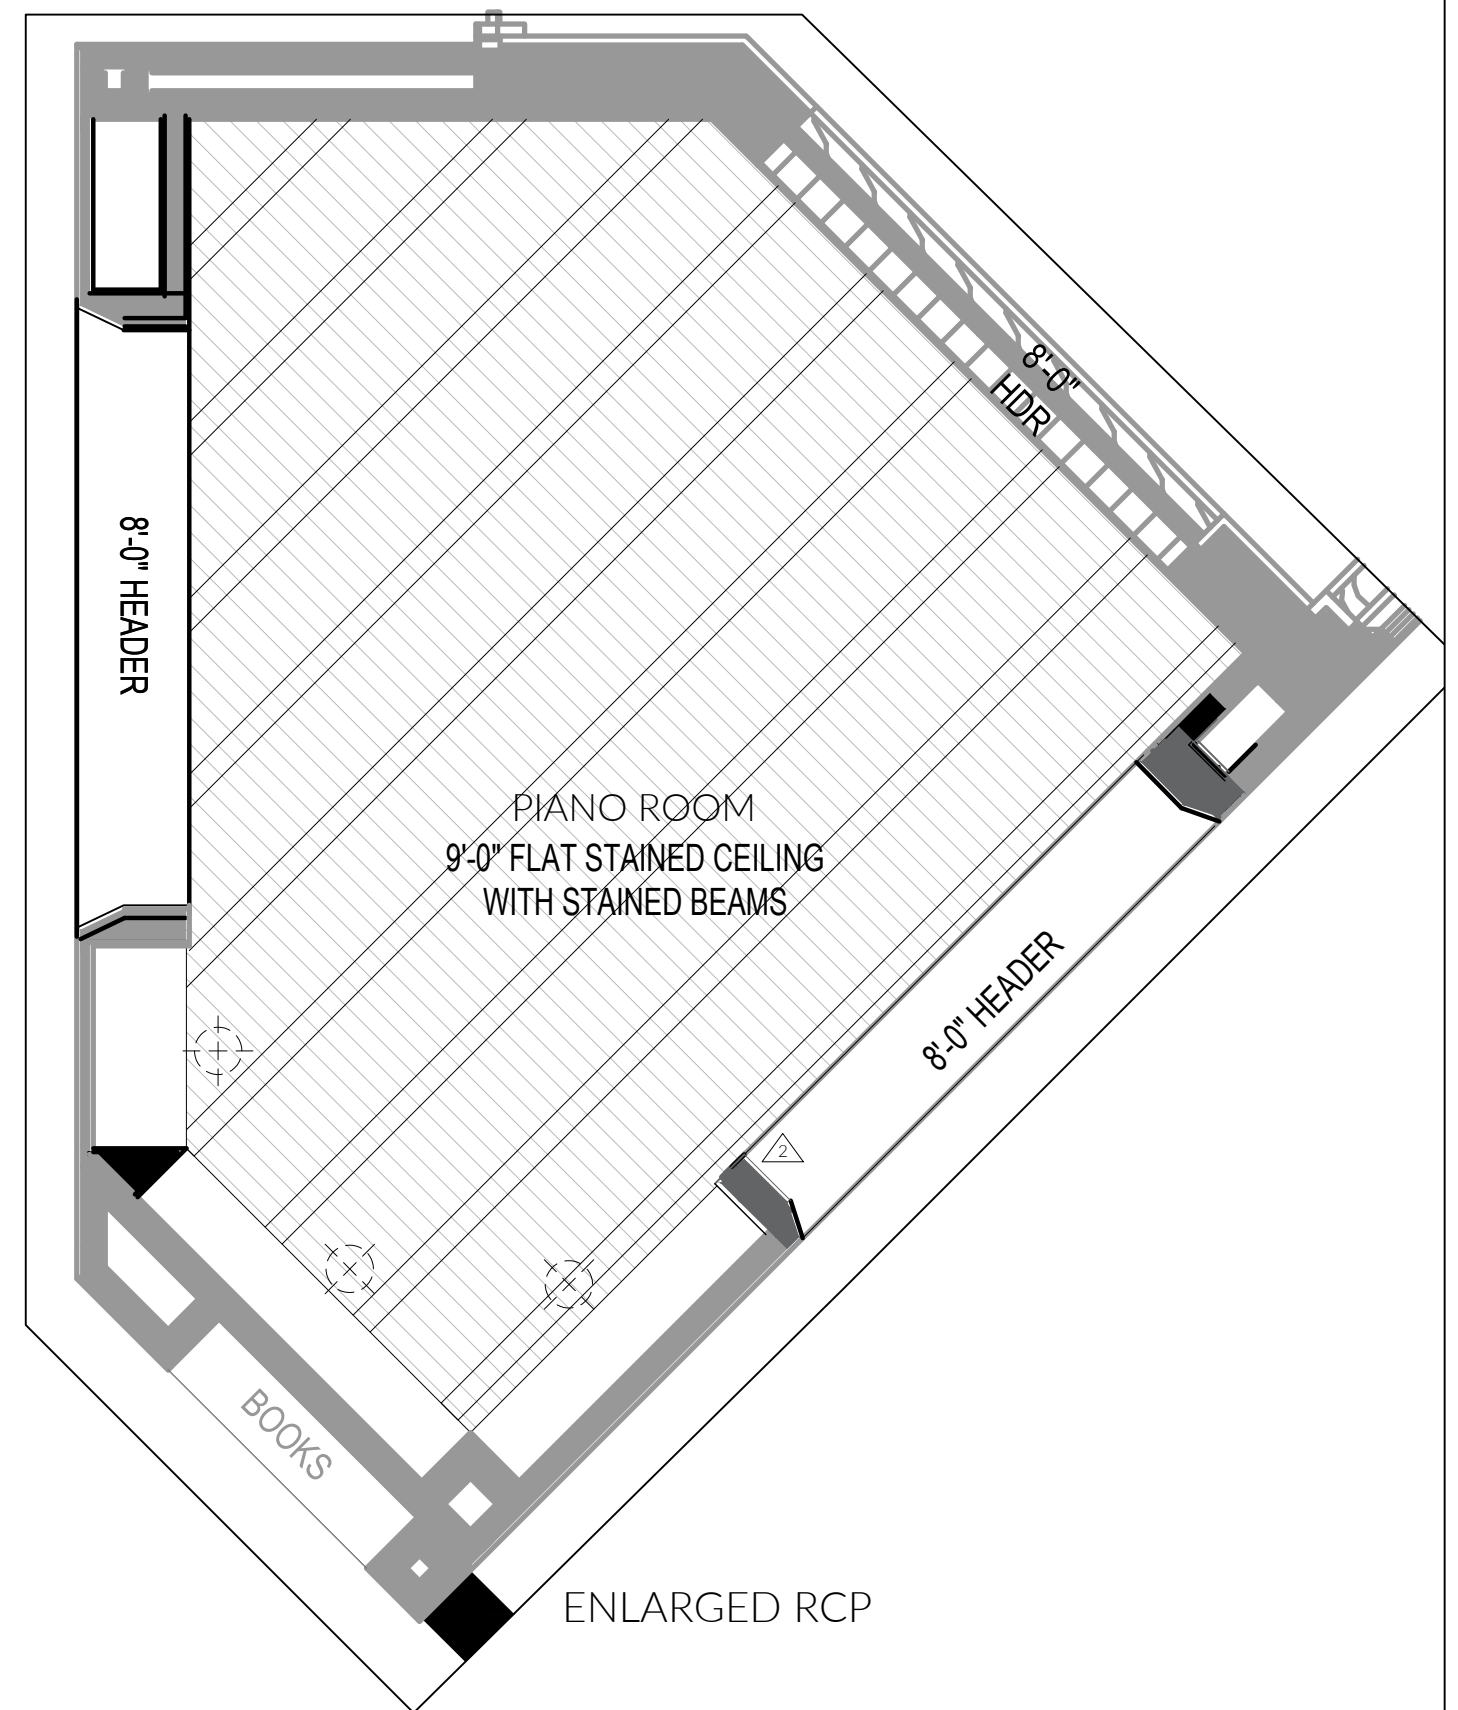 8'-0"
HDR
8'-0" HEADER
PIANO ROOM
9'-0" FLAT STAINED CEILING
WITH STAINED BEAMS
8'-0" HEADER
2
BOOKS
ENLARGED RCP